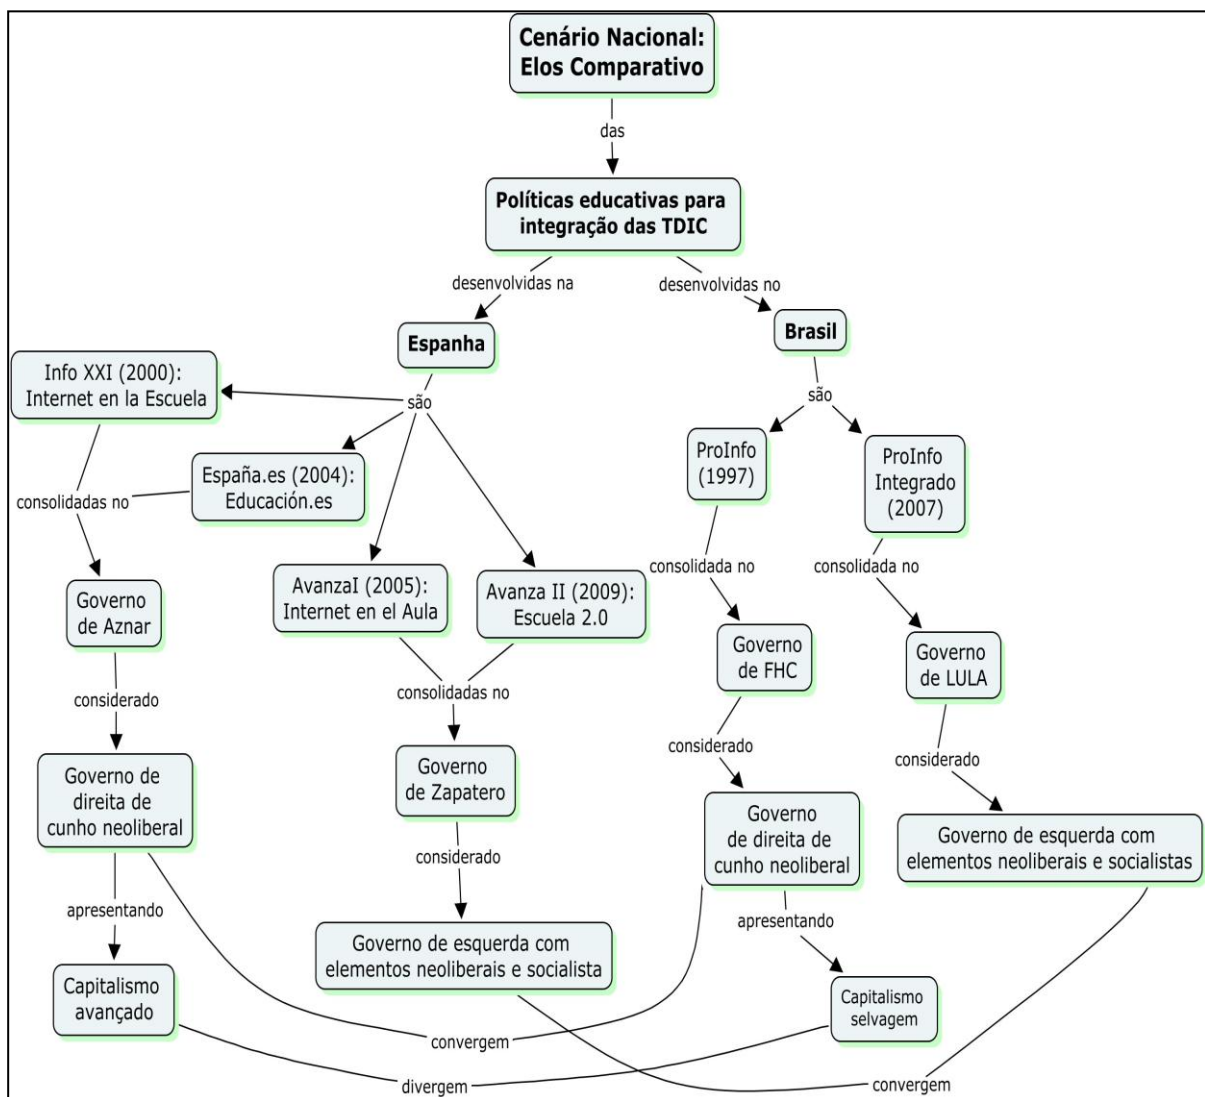 Cenário Nacional:
Elos Comparativo
das
Políticas educativas para
integração das TDIC
desenvolvidas na
desenvolvidas no
Espanha
Brasil
Info XXI (2000):
Internet en la Escuela
são
são
España.es (2004):
Educación.es
ProInfo
(1997)
ProInfo
Integrado
(2007)
consolidadas no
AvanzaI (2005):
Internet en el Aula
Avanza II (2009):
Escuela 2.0
consolidada no
consolidada no
Governo
de Aznar
Governo
de FHC
Governo
de LULA
considerado
consolidadas no
considerado
considerado
Governo de
direita de
cunho neoliberal
Governo
de Zapatero
Governo
de direita de
cunho neoliberal
Governo de esquerda com
elementos neoliberais e socialistas
considerado
apresentando
apresentando
Governo de esquerda com
elementos neoliberais e socialista
Capitalismo
avançado
Capitalismo
selvagem
convergem
divergem
convergem